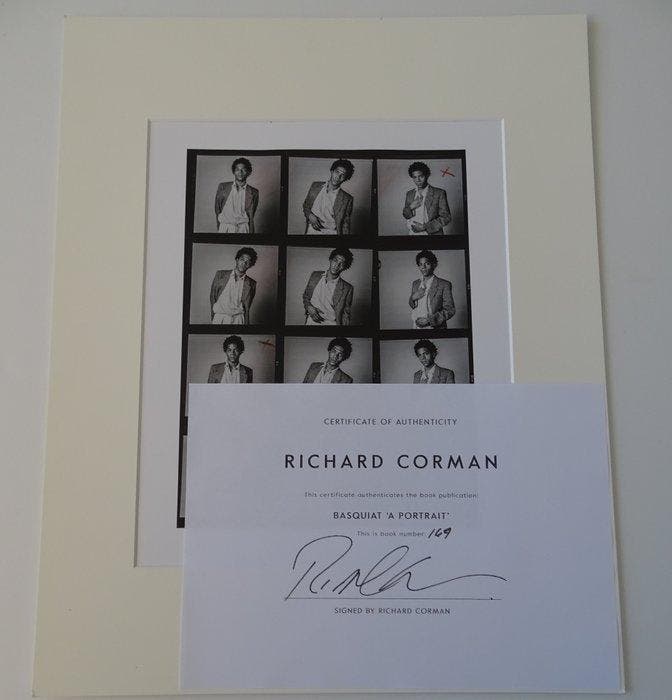 CERTIFICATE OF AUTHENTICITY
RICHARD CORMAN
This certificate authenticates the book publication:
BASQUIAT 'A PORTRAIT'
This is book number: 169
SIGNED BY RICHARD CORMAN